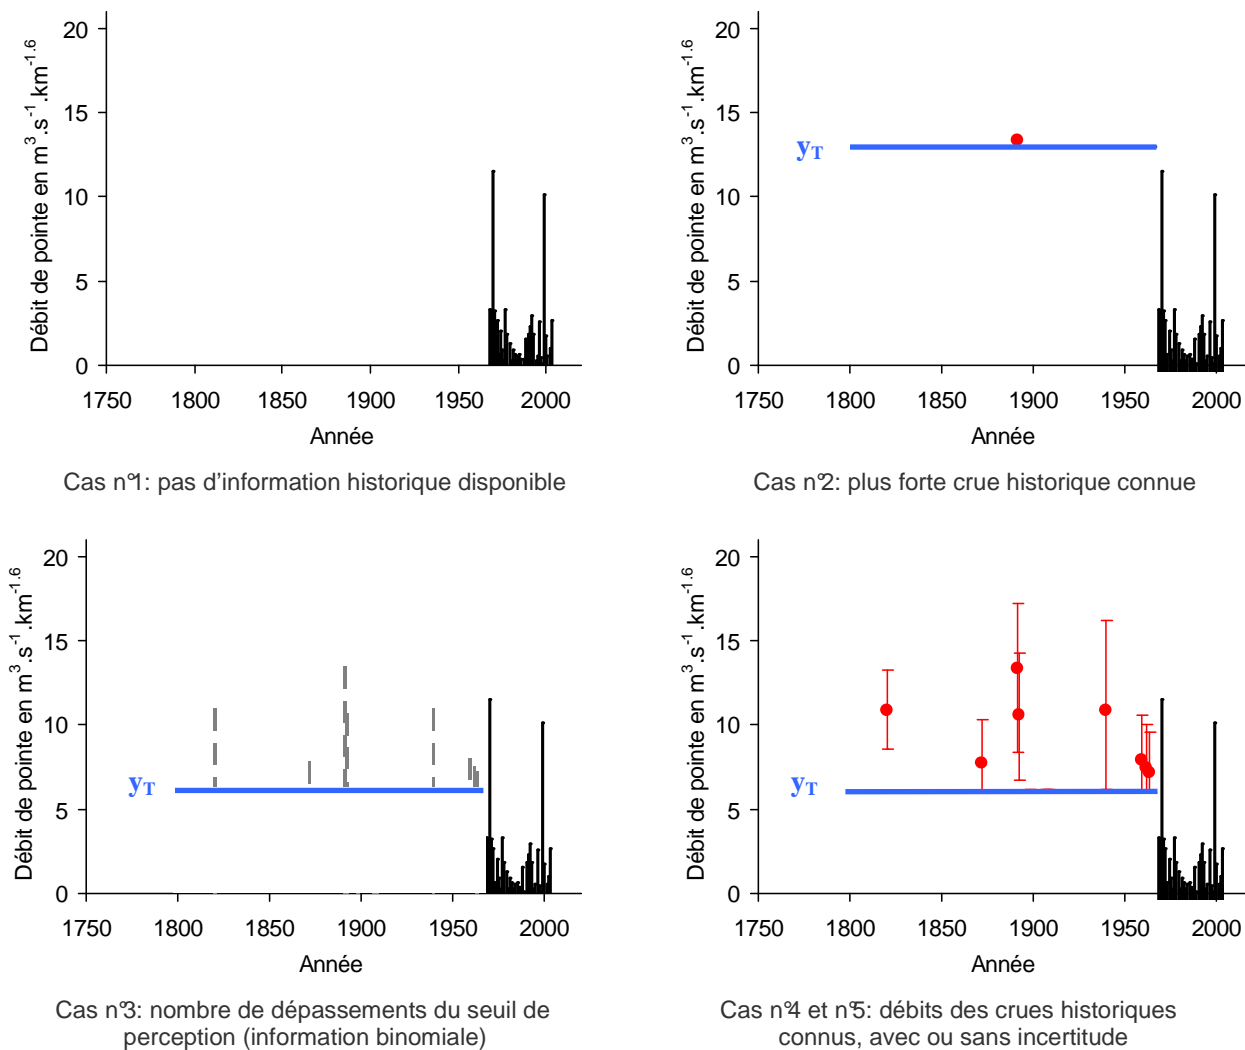 Débit de pointe en m³.s⁻¹.km⁻¹·⁶
20
15
10
5
0
1750 1800 1850 1900 1950 2000
Année
Cas n°1: pas d'information historique disponible
Débit de pointe en m³.s⁻¹.km⁻¹·⁶
20
15
10
5
0
yT
1750 1800 1850 1900 1950 2000
Année
Cas n°2: plus forte crue historique connue
Débit de pointe en m³.s⁻¹.km⁻¹·⁶
20
15
10
5
0
yT
1750 1800 1850 1900 1950 2000
Année
Cas n°3: nombre de dépassements du seuil de
perception (information binomiale)
Débit de pointe en m³.s⁻¹.km⁻¹·⁶
20
15
10
5
0
yT
1750 1800 1850 1900 1950 2000
Année
Cas n°4 et n°5: débits des crues historiques
connus, avec ou sans incertitude